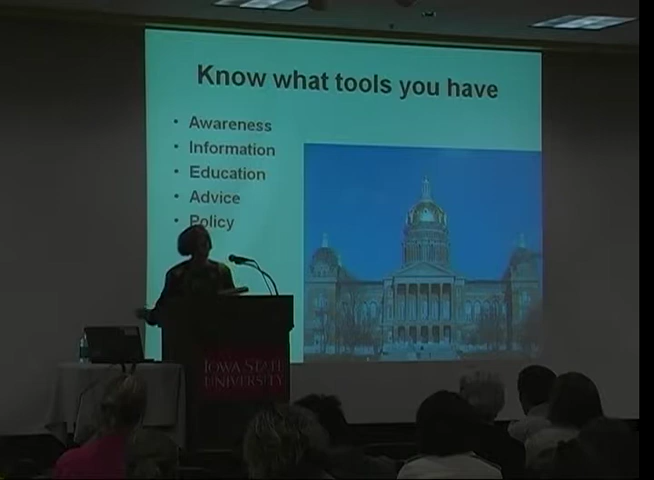 Know what tools you have
• Awareness
• Information
• Education
• Advice
• Policy
IOWA STATE
UNIVERSITY